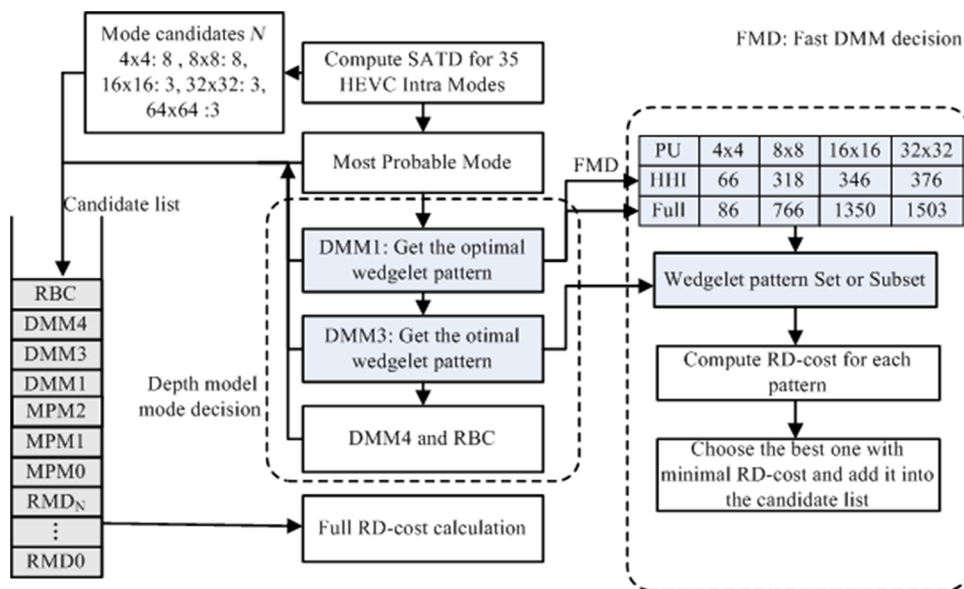 Mode candidates N
4x4: 8 , 8x8: 8,
16x16: 3, 32x32: 3,
64x64 :3
Compute SATD for 35
HEVC Intra Modes
FMD: Fast DMM decision
Most Probable Mode
FMD
PU 4x4 8x8 16x16 32x32
HHI 66 318 346 376
Full 86 766 1350 1503
Candidate list
DMM1: Get the optimal
wedgelet pattern
Wedgelet pattern Set or Subset
DMM3: Get the otimal
wedgelet pattern
Compute RD-cost for each
pattern
Depth model
mode decision
DMM4 and RBC
Choose the best one with
minimal RD-cost and add it into
the candidate list
RBC
DMM4
DMM3
DMM1
MPM2
MPM1
MPM0
RMDN
⋮
RMD0
Full RD-cost calculation